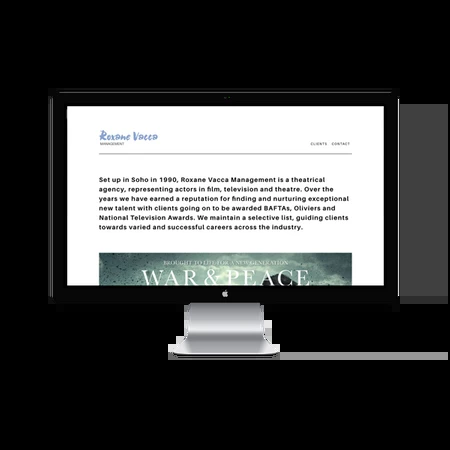 Roxane Vacca
MANAGEMENT
CLIENTS CONTACT
Set up in Soho in 1990, Roxane Vacca Management is a theatrical
agency, representing actors in film, television and theatre. Over the
years we have earned a reputation for finding and nurturing exceptional
new talent with clients going on to be awarded BAFTAs, Oliviers and
National Television Awards. We maintain a selective list, guiding clients
towards varied and successful careers across the industry.
BROUGHT TO LIFE FOR A NEW GENERATION
WAR & PEACE